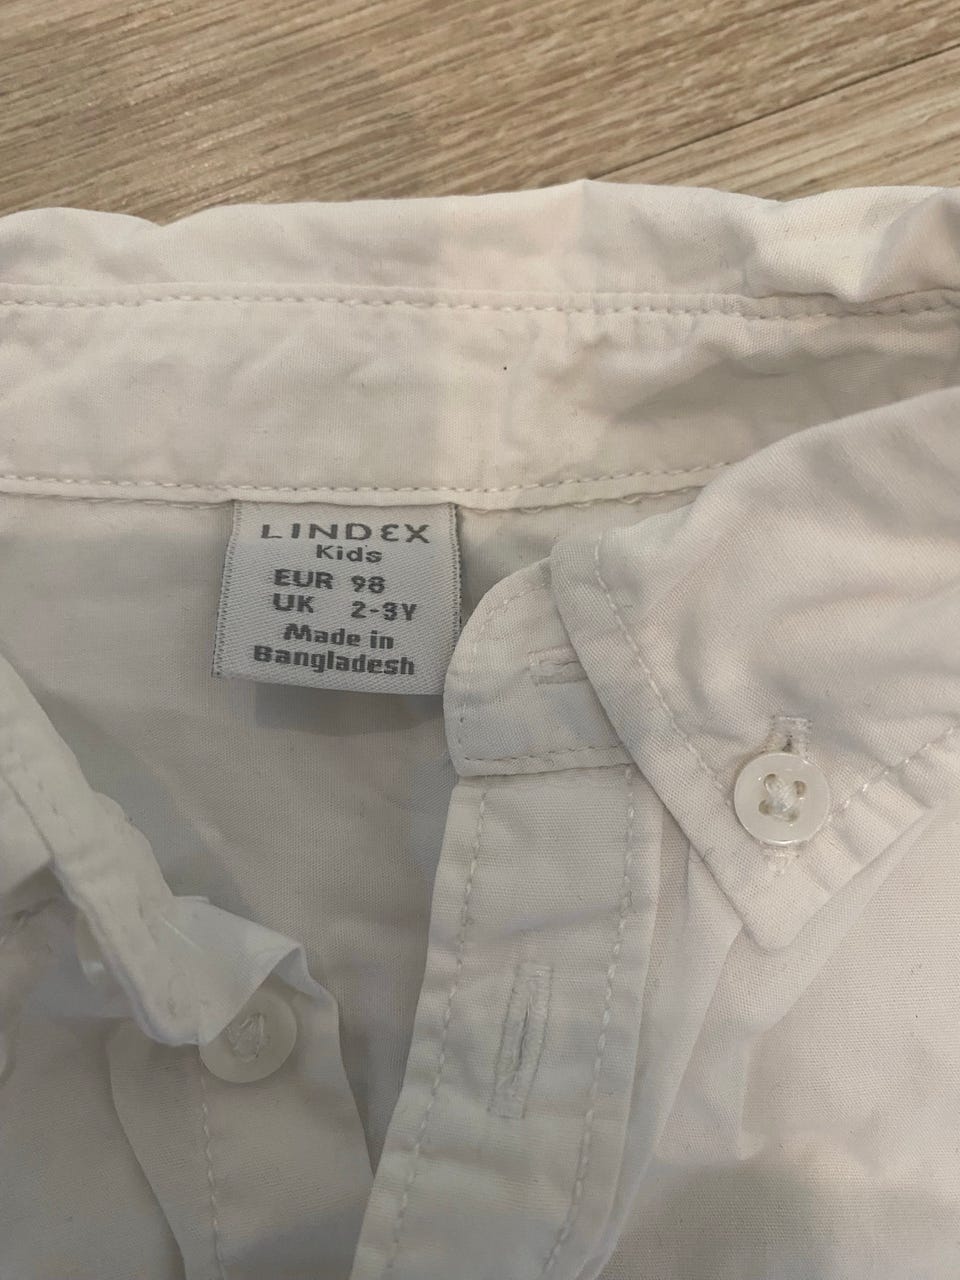 LINDEX
Kids
EUR 98
UK 2-3Y
Made in
Bangladesh